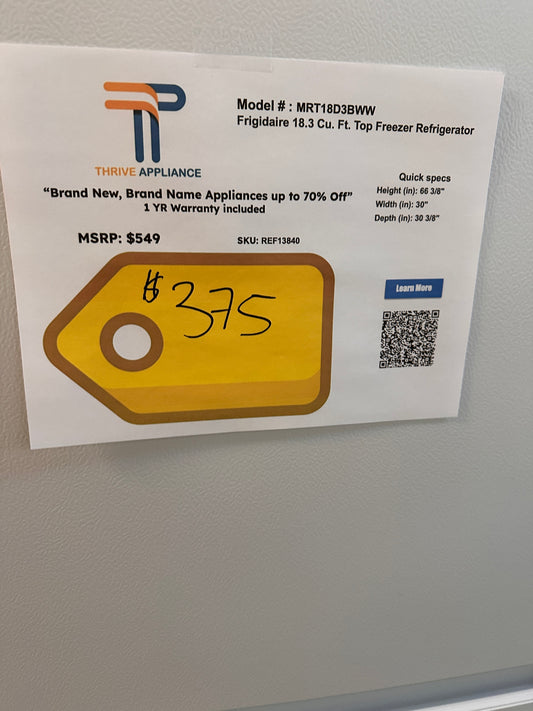 Model # : MRT18D3BWW
Frigidaire 18.3 Cu. Ft. Top Freezer Refrigerator
THRIVE APPLIANCE
“Brand New, Brand Name Appliances up to 70% Off”
1 YR Warranty included
Quick specs
Height (in): 66 3/8"
Width (in): 30"
Depth (in): 30 3/8"
MSRP: $549
SKU: REF13840
Learn More
$375